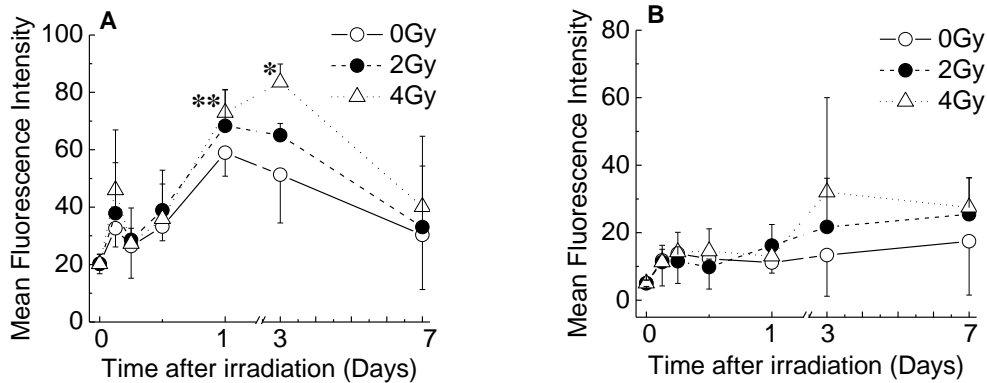 A
Mean Fluorescence Intensity
100
80
60
40
20
0
0Gy
2Gy
4Gy
**
*
0 1 3 7
Time after irradiation (Days)
B
Mean Fluorescence Intensity
80
60
40
20
0
0Gy
2Gy
4Gy
0 1 3 7
Time after irradiation (Days)